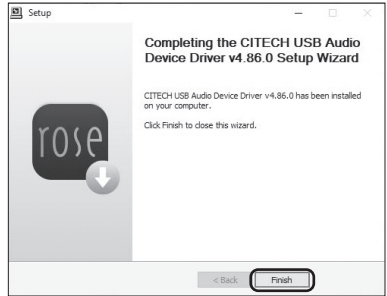 Setup
Completing the CITECH USB Audio
Device Driver v4.86.0 Setup Wizard
CITECH USB Audio Device Driver v4.86.0 has been installed
on your computer.
Click Finish to close this wizard.
rose
< Back Finish